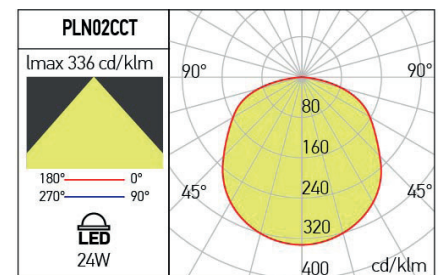 PLN02CCT
Imax 336 cd/klm
180° 0°
270° 90°
LED
24W
90° 90°
80
160
45° 240 45°
320
400 cd/klm